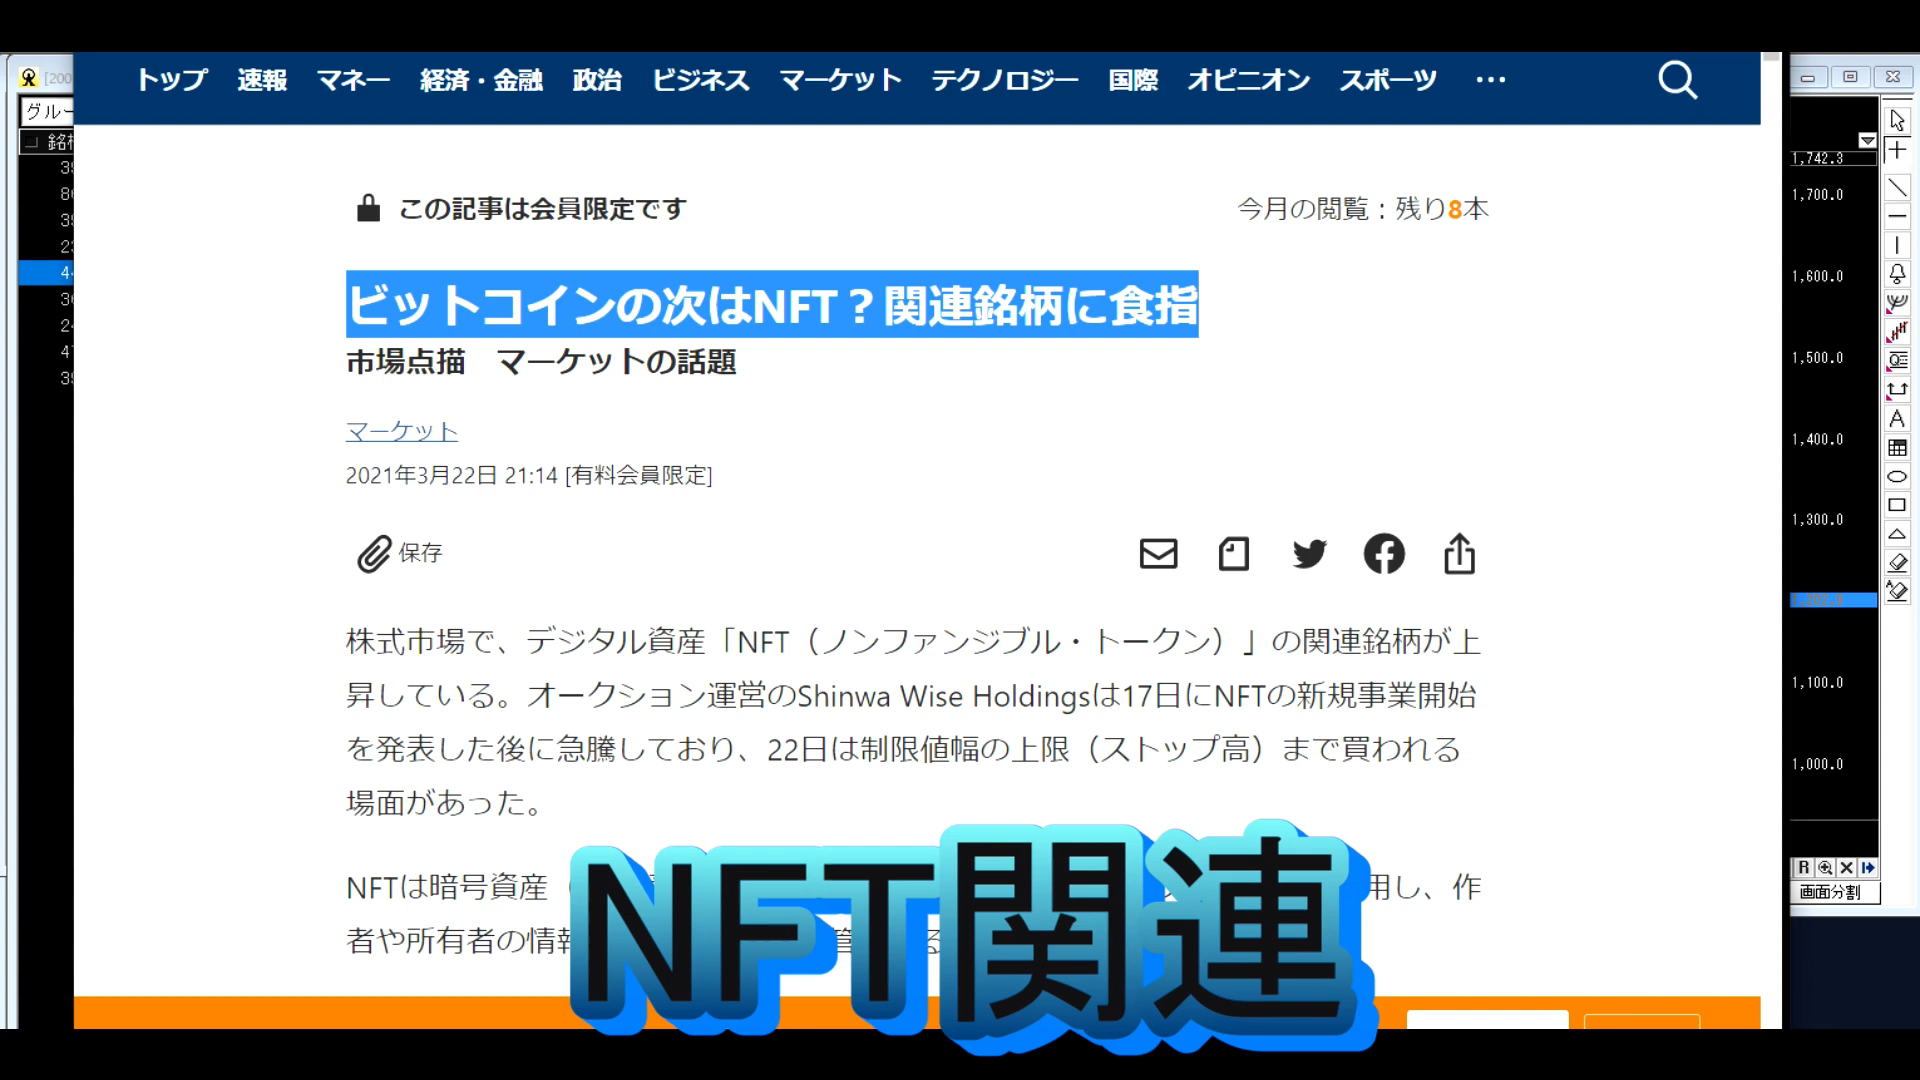 トップ 速報 マネー 経済・金融 政治 ビジネス マーケット テクノロジー 国際 オピニオン スポーツ …
[200
グルー
銘柄
この記事は会員限定です
今月の閲覧：残り8本
ビットコインの次はNFT？関連銘柄に食指
市場点描　マーケットの話題
マーケット
2021年3月22日 21:14 [有料会員限定]
保存
株式市場で、デジタル資産「NFT（ノンファンジブル・トークン）」の関連銘柄が上
昇している。オークション運営のShinwa Wise Holdingsは17日にNFTの新規事業開始
を発表した後に急騰しており、22日は制限値幅の上限（ストップ高）まで買われる
場面があった。
NFTは暗号資産（
用し、作
者や所有者の情報
NFT関連
1,742.3
1,700.0
1,600.0
1,500.0
1,400.0
1,300.0
1,100.0
1,000.0
画面分割